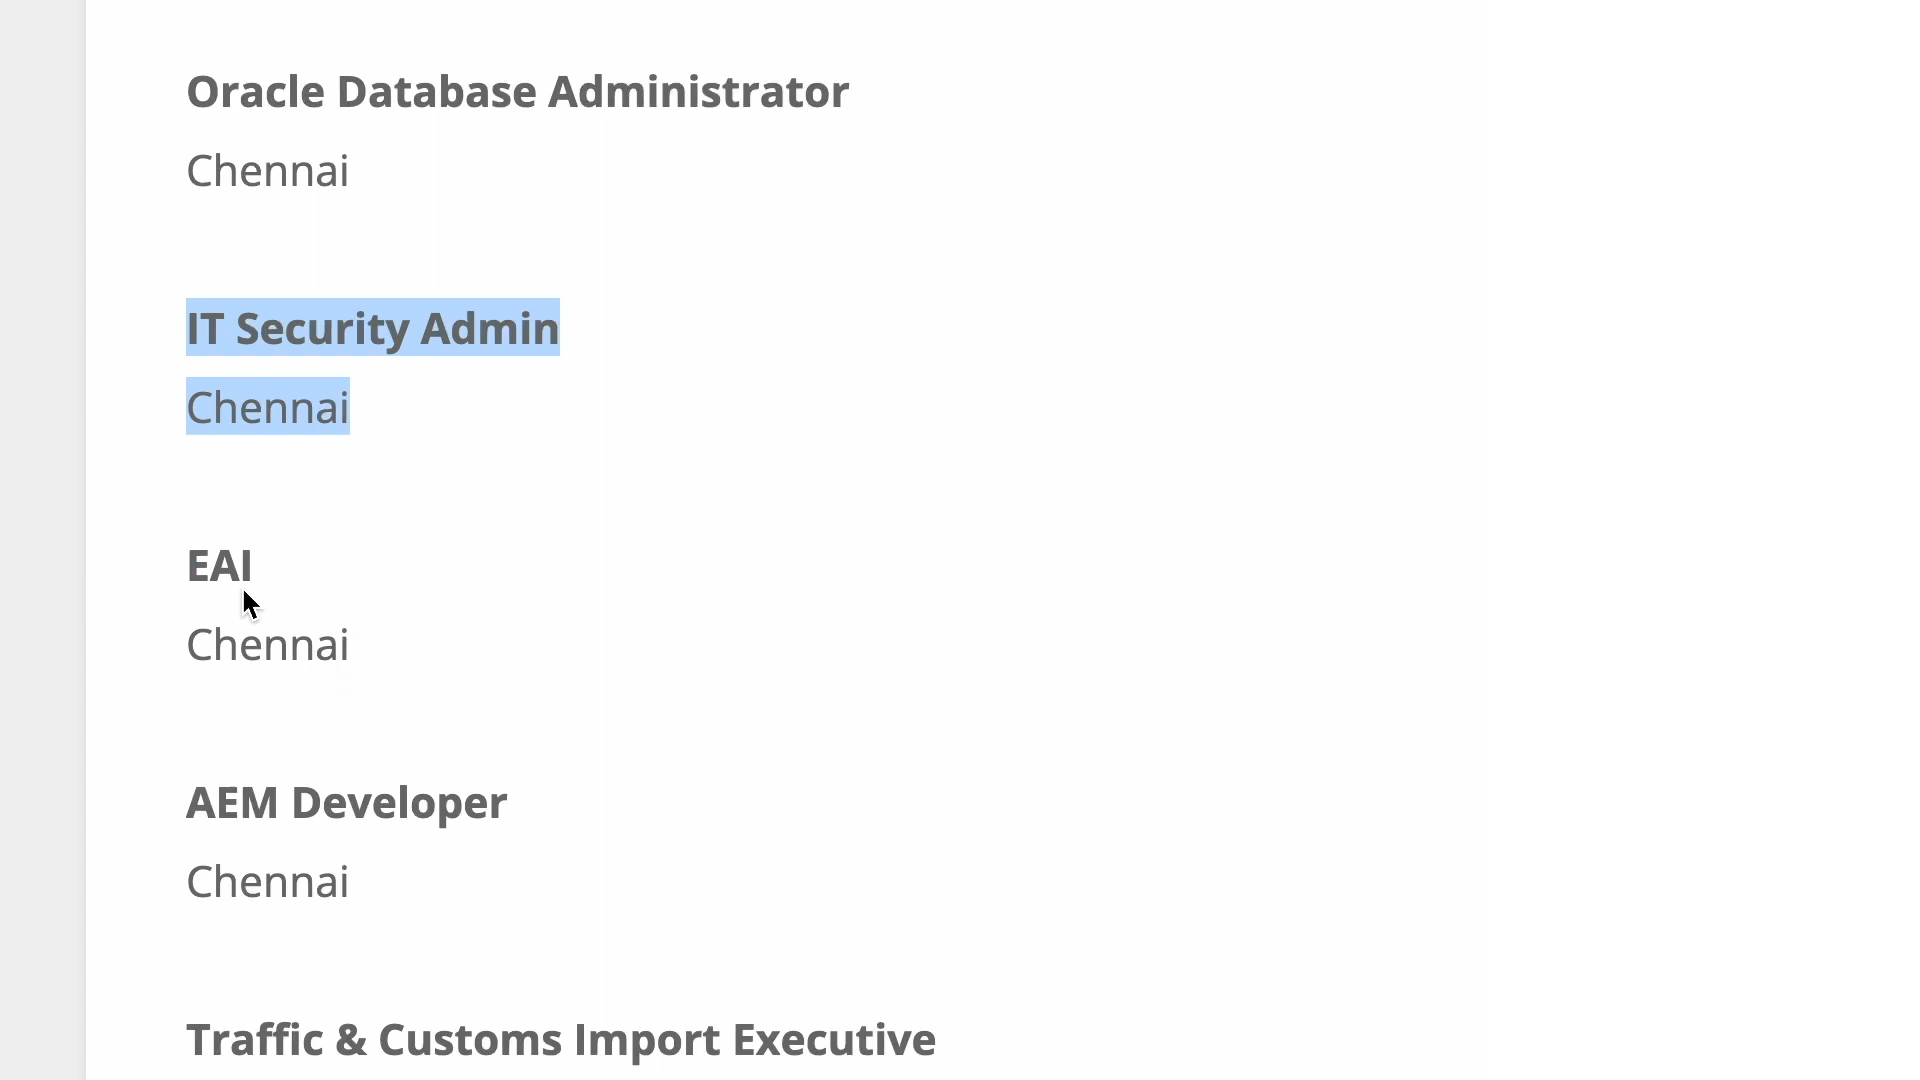 Oracle Database Administrator
Chennai
IT Security Admin
Chennai
EAI
Chennai
AEM Developer
Chennai
Traffic & Customs Import Executive